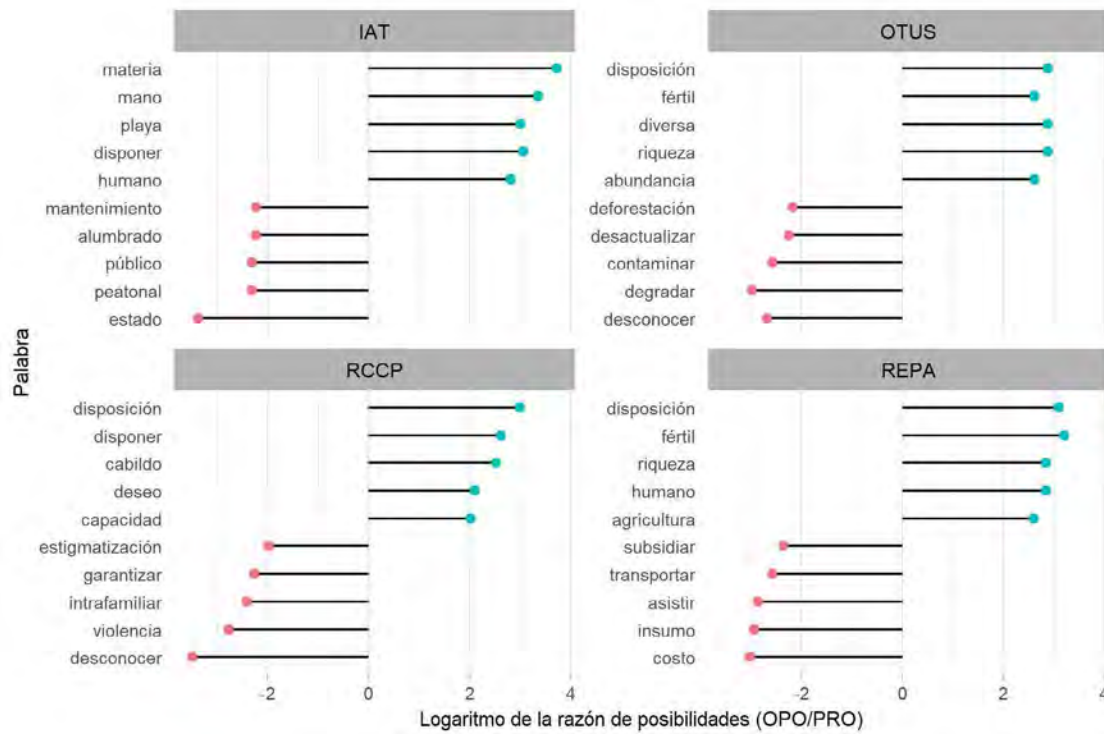 IAT
OTUS
materia
mano
playa
disponer
humano
mantenimiento
alumbrado
público
peatonal
estado
disposición
fértil
diversa
riqueza
abundancia
deforestación
desactualizar
contaminar
degradar
desconocer
Palabra
RCCP
REPA
disposición
disponer
cabildo
deseo
capacidad
estigmatización
garantizar
intrafamiliar
violencia
desconocer
disposición
fértil
riqueza
humano
agricultura
subsidiar
transportar
asistir
insumo
costo
-2 0 2 4 -2 0 2 4
Logaritmo de la razón de posibilidades (OPO/PRO)